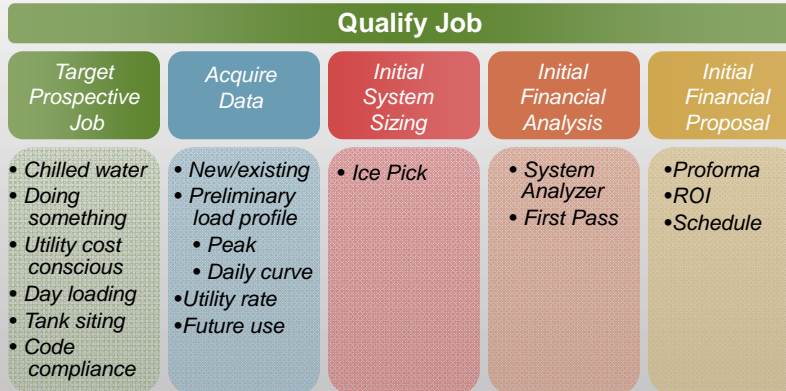 Qualify Job
Target
Prospective
Job
• Chilled water
• Doing
something
• Utility cost
conscious
• Day loading
• Tank siting
• Code
compliance
Acquire
Data
• New/existing
• Preliminary
load profile
• Peak
• Daily curve
•Utility rate
•Future use
Initial
System
Sizing
• Ice Pick
Initial
Financial
Analysis
• System
Analyzer
• First Pass
Initial
Financial
Proposal
•Proforma
•ROI
•Schedule